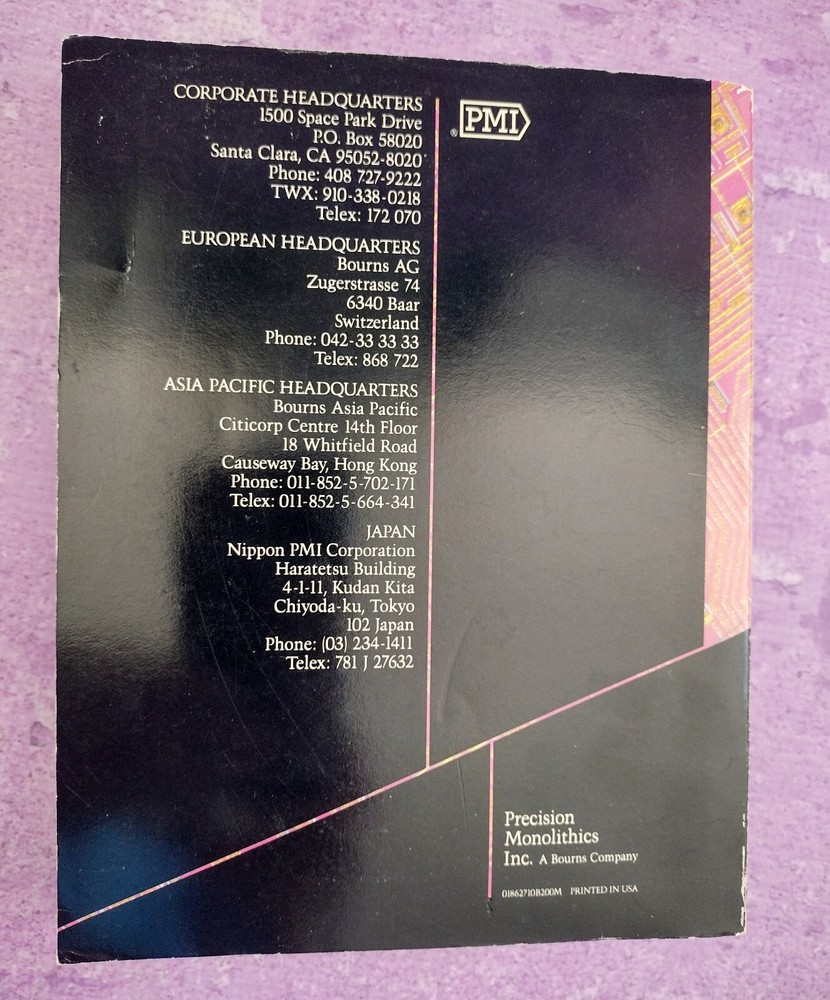 CORPORATE HEADQUARTERS
1500 Space Park Drive
P.O. Box 58020
Santa Clara, CA 95052-8020
Phone: 408 727-9222
TWX: 910-338-0218
Telex: 172 070
EUROPEAN HEADQUARTERS
Bourns AG
Zugerstrasse 74
6340 Baar
Switzerland
Phone: 042-33 33 33
Telex: 868 722
ASIA PACIFIC HEADQUARTERS
Bourns Asia Pacific
Citicorp Centre 14th Floor
18 Whitfield Road
Causeway Bay, Hong Kong
Phone: 011-852-5-702-171
Telex: 011-852-5-664-341
JAPAN
Nippon PMI Corporation
Haratetsu Building
4-1-11, Kudan Kita
Chiyoda-ku, Tokyo
102 Japan
Phone: (03) 234-1411
Telex: 781 J 27632
® PMI
Precision
Monolithics
Inc. A Bourns Company
01862710B200M PRINTED IN USA